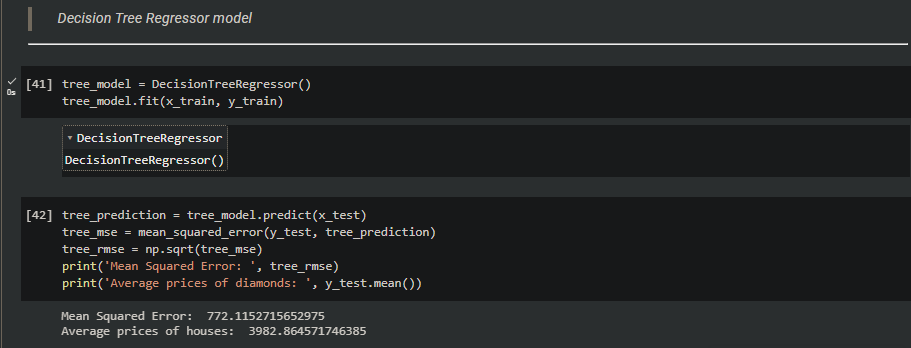 Decision Tree Regressor model
[41] tree_model = DecisionTreeRegressor()
tree_model.fit(x_train, y_train)
0s
▾ DecisionTreeRegressor
DecisionTreeRegressor()
[42] tree_prediction = tree_model.predict(x_test)
tree_mse = mean_squared_error(y_test, tree_prediction)
tree_rmse = np.sqrt(tree_mse)
print('Mean Squared Error: ', tree_rmse)
print('Average prices of diamonds: ', y_test.mean())
Mean Squared Error:  772.1152715652975
Average prices of houses:  3982.864571746385